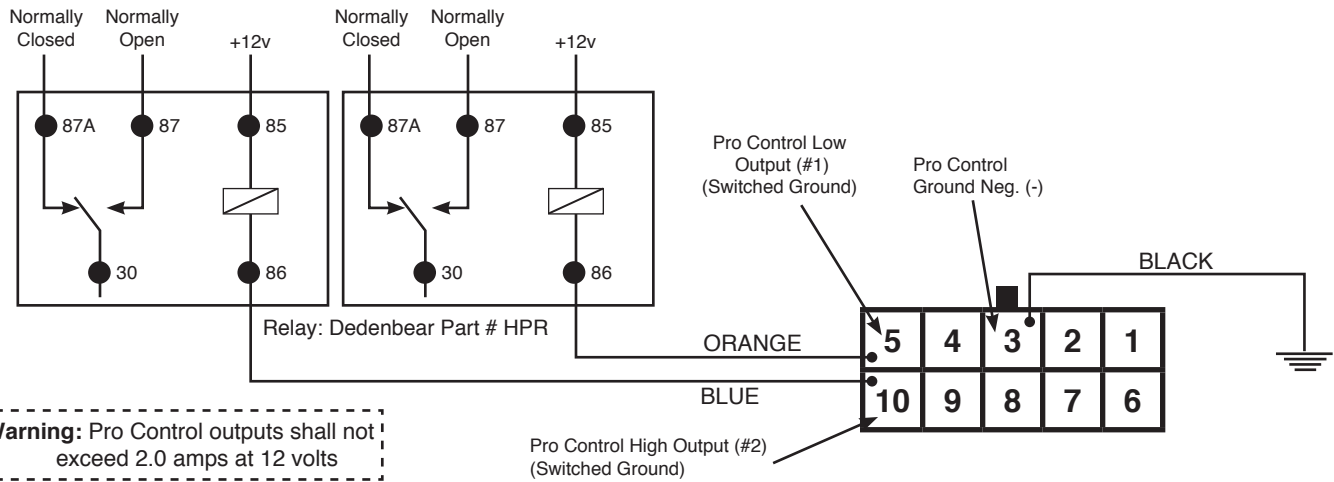 Normally
Closed
Normally
Open
+12v
Normally
Closed
Normally
Open
+12v
87A
87
85
87A
87
85
30
86
30
86
Relay: Dedenbear Part # HPR
Pro Control Low
Output (#1)
(Switched Ground)
Pro Control
Ground Neg. (-)
BLACK
ORANGE
BLUE
5 4 3 2 1
10 9 8 7 6
Pro Control High Output (#2)
(Switched Ground)
Warning: Pro Control outputs shall not
exceed 2.0 amps at 12 volts